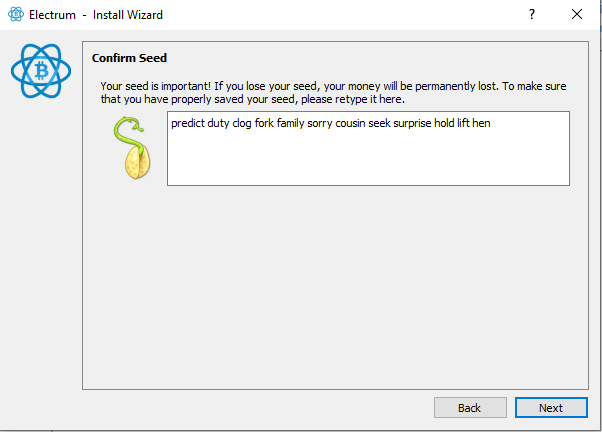 Electrum - Install Wizard
Confirm Seed
Your seed is important! If you lose your seed, your money will be permanently lost. To make sure
that you have properly saved your seed, please retype it here.
predict duty clog fork family sorry cousin seek surprise hold lift hen
Back Next